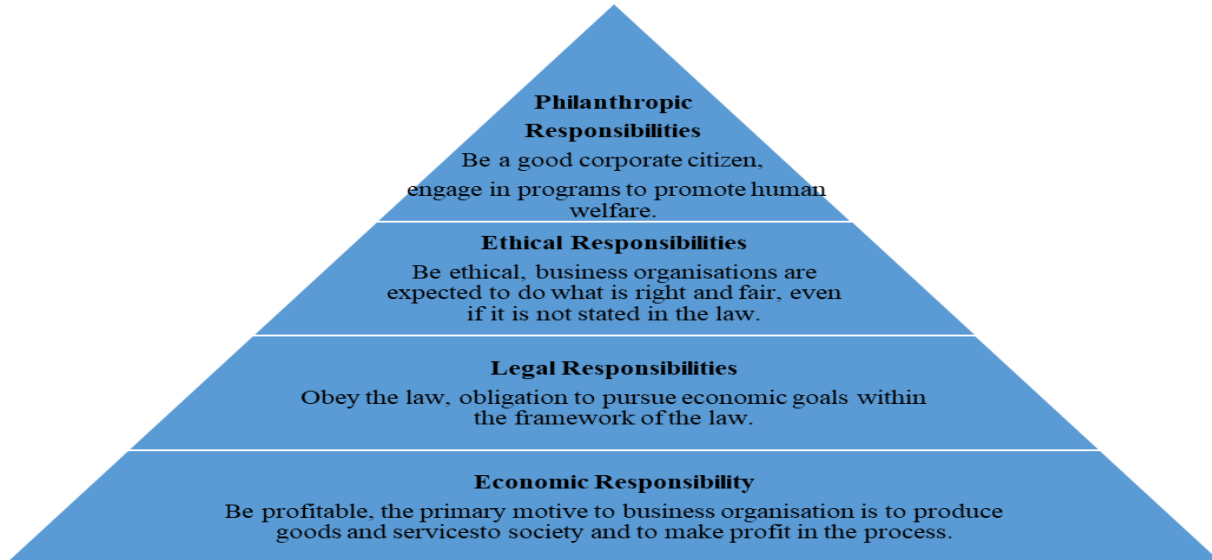 Philanthropic
Responsibilities
Be a good corporate citizen,
engage in programs to promote human
welfare.
Ethical Responsibilities
Be ethical, business organisations are
expected to do what is right and fair, even
if it is not stated in the law.
Legal Responsibilities
Obey the law, obligation to pursue economic goals within
the framework of the law.
Economic Responsibility
Be profitable, the primary motive to business organisation is to produce
goods and servicesto society and to make profit in the process.